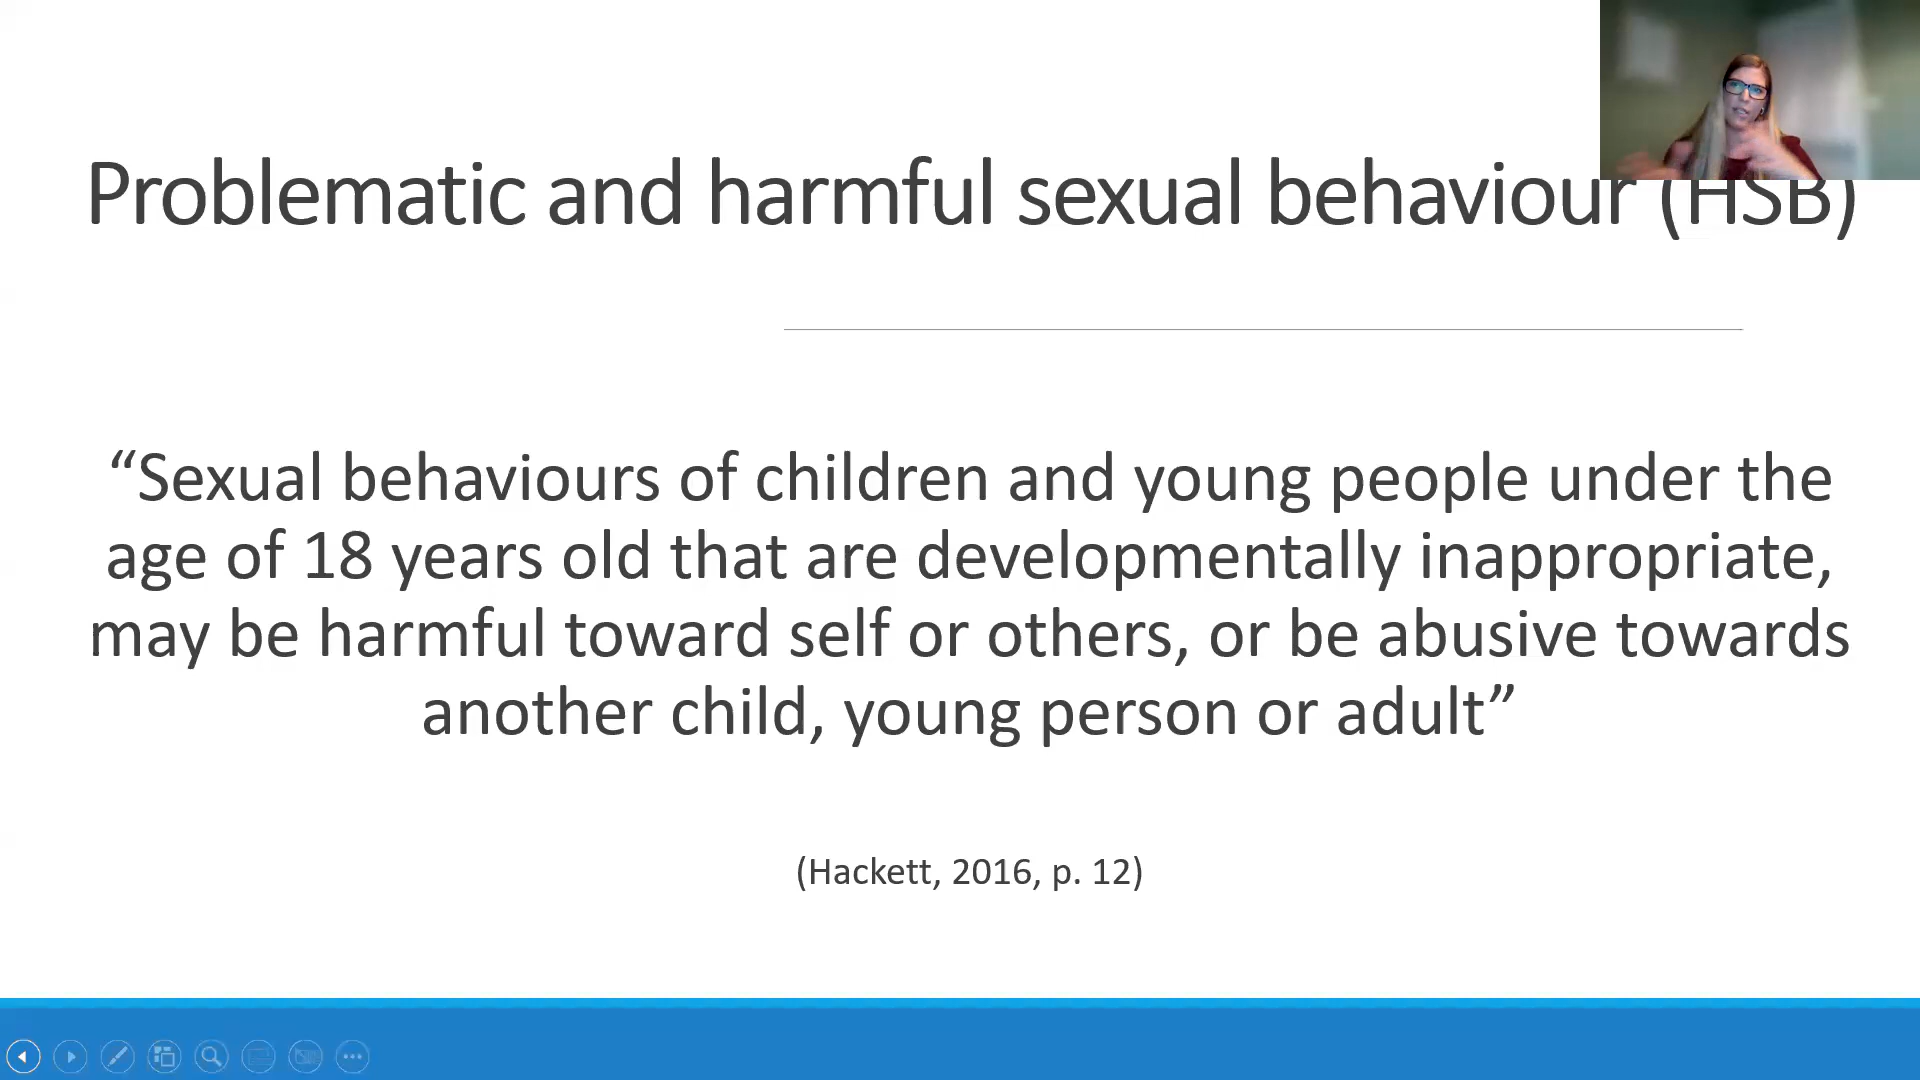 Problematic and harmful sexual behaviour (HSB)
“Sexual behaviours of children and young people under the
age of 18 years old that are developmentally inappropriate,
may be harmful toward self or others, or be abusive towards
another child, young person or adult”
(Hackett, 2016, p. 12)